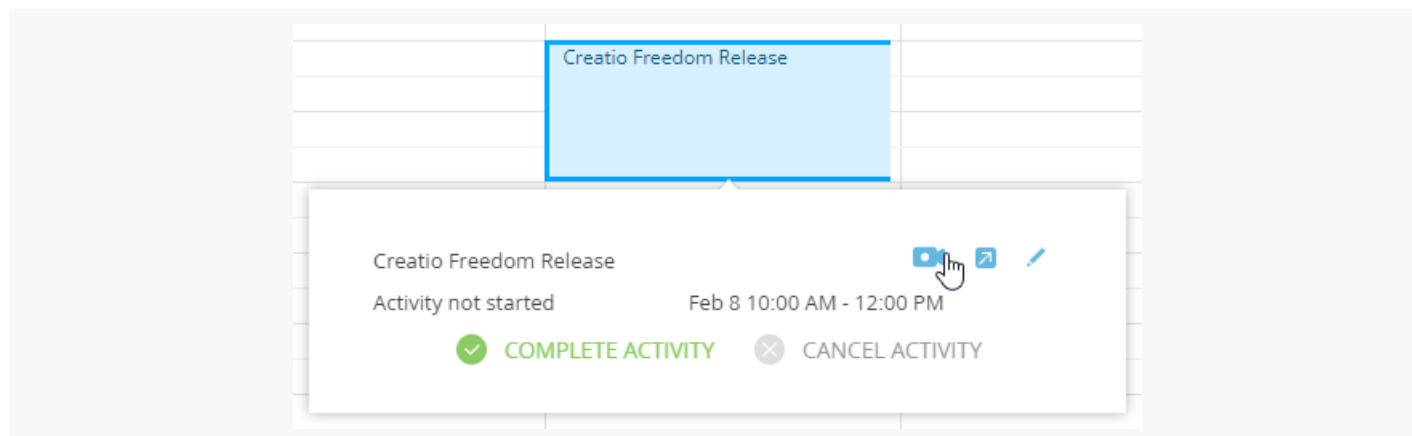 Creatio Freedom Release
Creatio Freedom Release
Activity not started Feb 8 10:00 AM - 12:00 PM
COMPLETE ACTIVITY CANCEL ACTIVITY